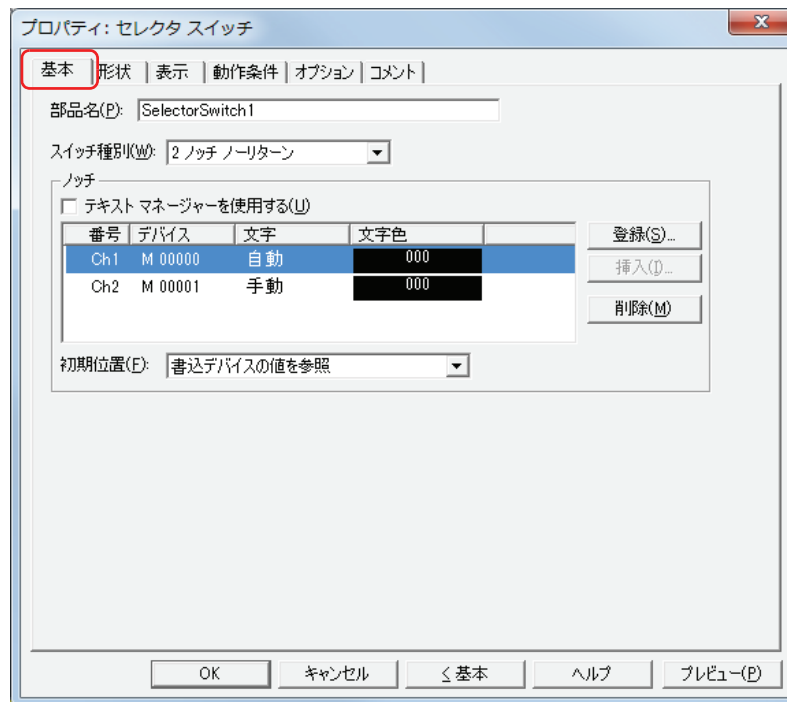 プロパティ: セレクタ スイッチ
基本 形状 表示 動作条件 オプション コメント
部品名(P): SelectorSwitch1
スイッチ種別(W): 2 ノッチ ノーリターン
ノッチ
テキスト マネージャーを使用する(U)
番号 デバイス 文字 文字色 登録(S)...
Ch1 M 00000 自動 000 挿入(I)...
Ch2 M 00001 手動 000
削除(M)
初期位置(F): 書込デバイスの値を参照
OK キャンセル < 基本 ヘルプ プレビュー(P)